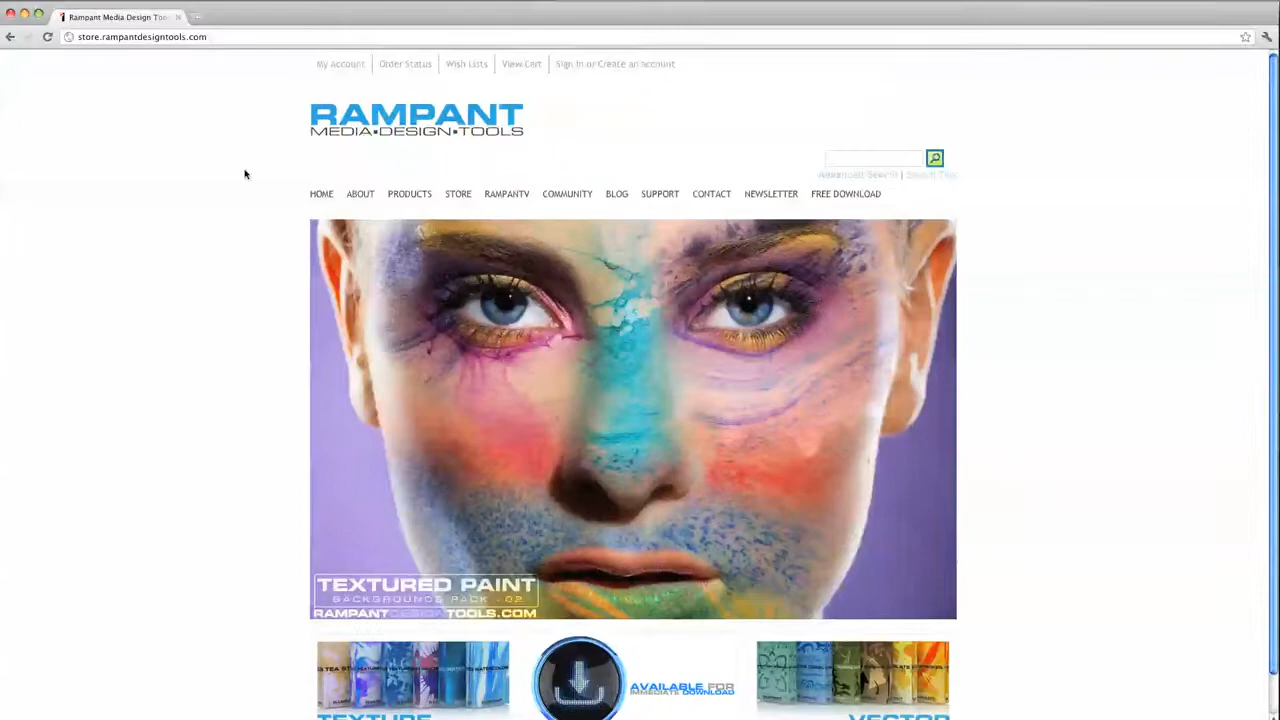 Rampant Media Design Too
store.rampantdesigntools.com
My Account
Order Status
Wish Lists
View Cart
Sign in or Create an account
RAMPANT
MEDIA•DESIGN•TOOLS
Advanced Search | Search Tips
HOME
ABOUT
PRODUCTS
STORE
RAMPANTV
COMMUNITY
BLOG
SUPPORT
CONTACT
NEWSLETTER
FREE DOWNLOAD
TEXTURED PAINT
BACKGROUNDS PACK - 02
RAMPANTDESIGNTOOLS.COM
AVAILABLE FOR
IMMEDIATE DOWNLOAD
TEXTURE
VECTOR